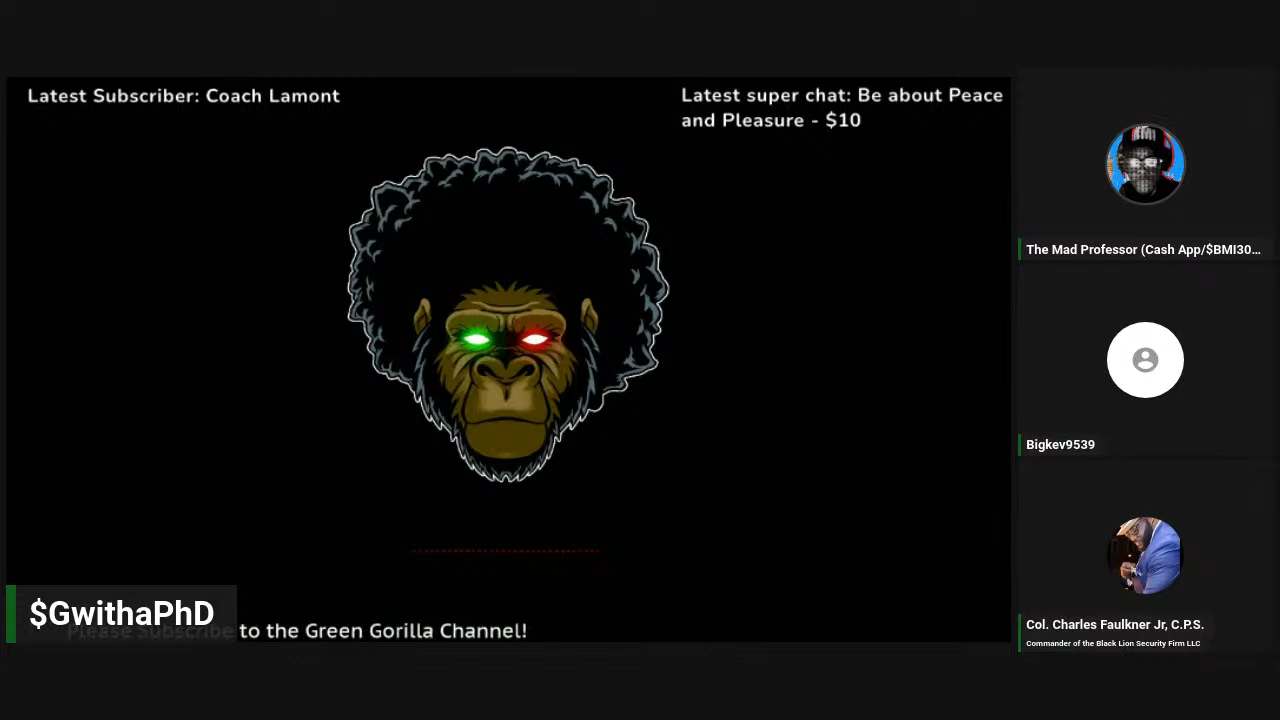 Latest Subscriber: Coach Lamont
Latest super chat: Be about Peace
and Pleasure - $10
The Mad Professor (Cash App/$BMI30...
Bigkev9539
$GwithaPhD
Please Subscribe to the Green Gorilla Channel!
Col. Charles Faulkner Jr, C.P.S.
Commander of the Black Lion Security Firm LLC